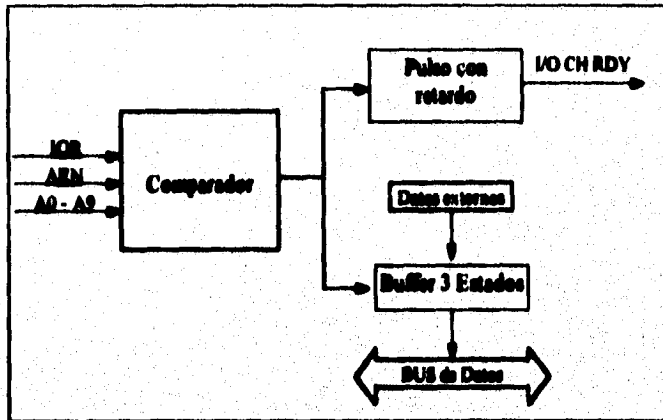 Pulso con
retardo
I/O CH RDY
IOR
AEN
A0 - A9
Comparador
Datos externos
Buffer 3 Estados
BUS de Datos